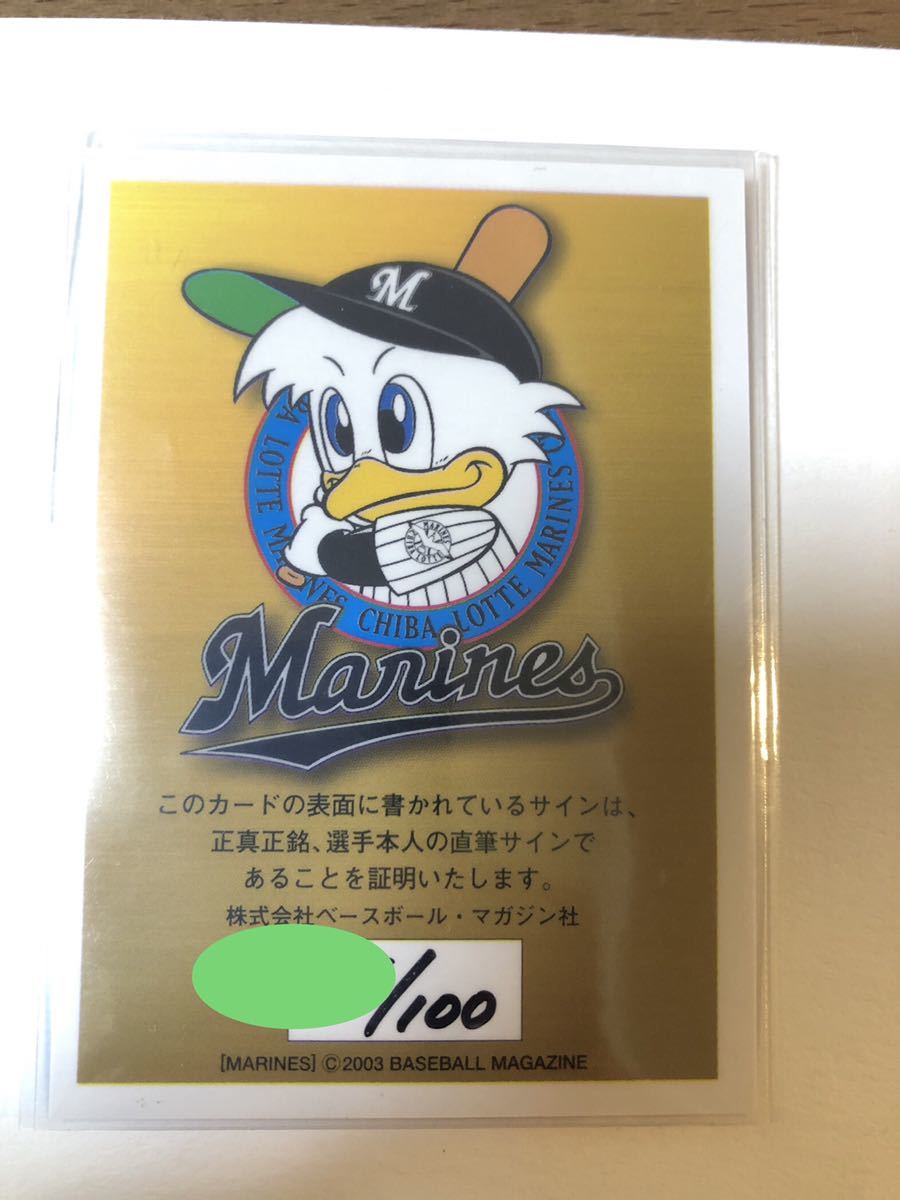 M
A LOTTE MARINES CHIBA LOTTE MARINES
MARINES
Marines
このカードの表面に書かれているサインは、
正真正銘、選手本人の直筆サインで
あることを証明いたします。
株式会社ベースボール・マガジン社
/100
[MARINES] ©2003 BASEBALL MAGAZINE